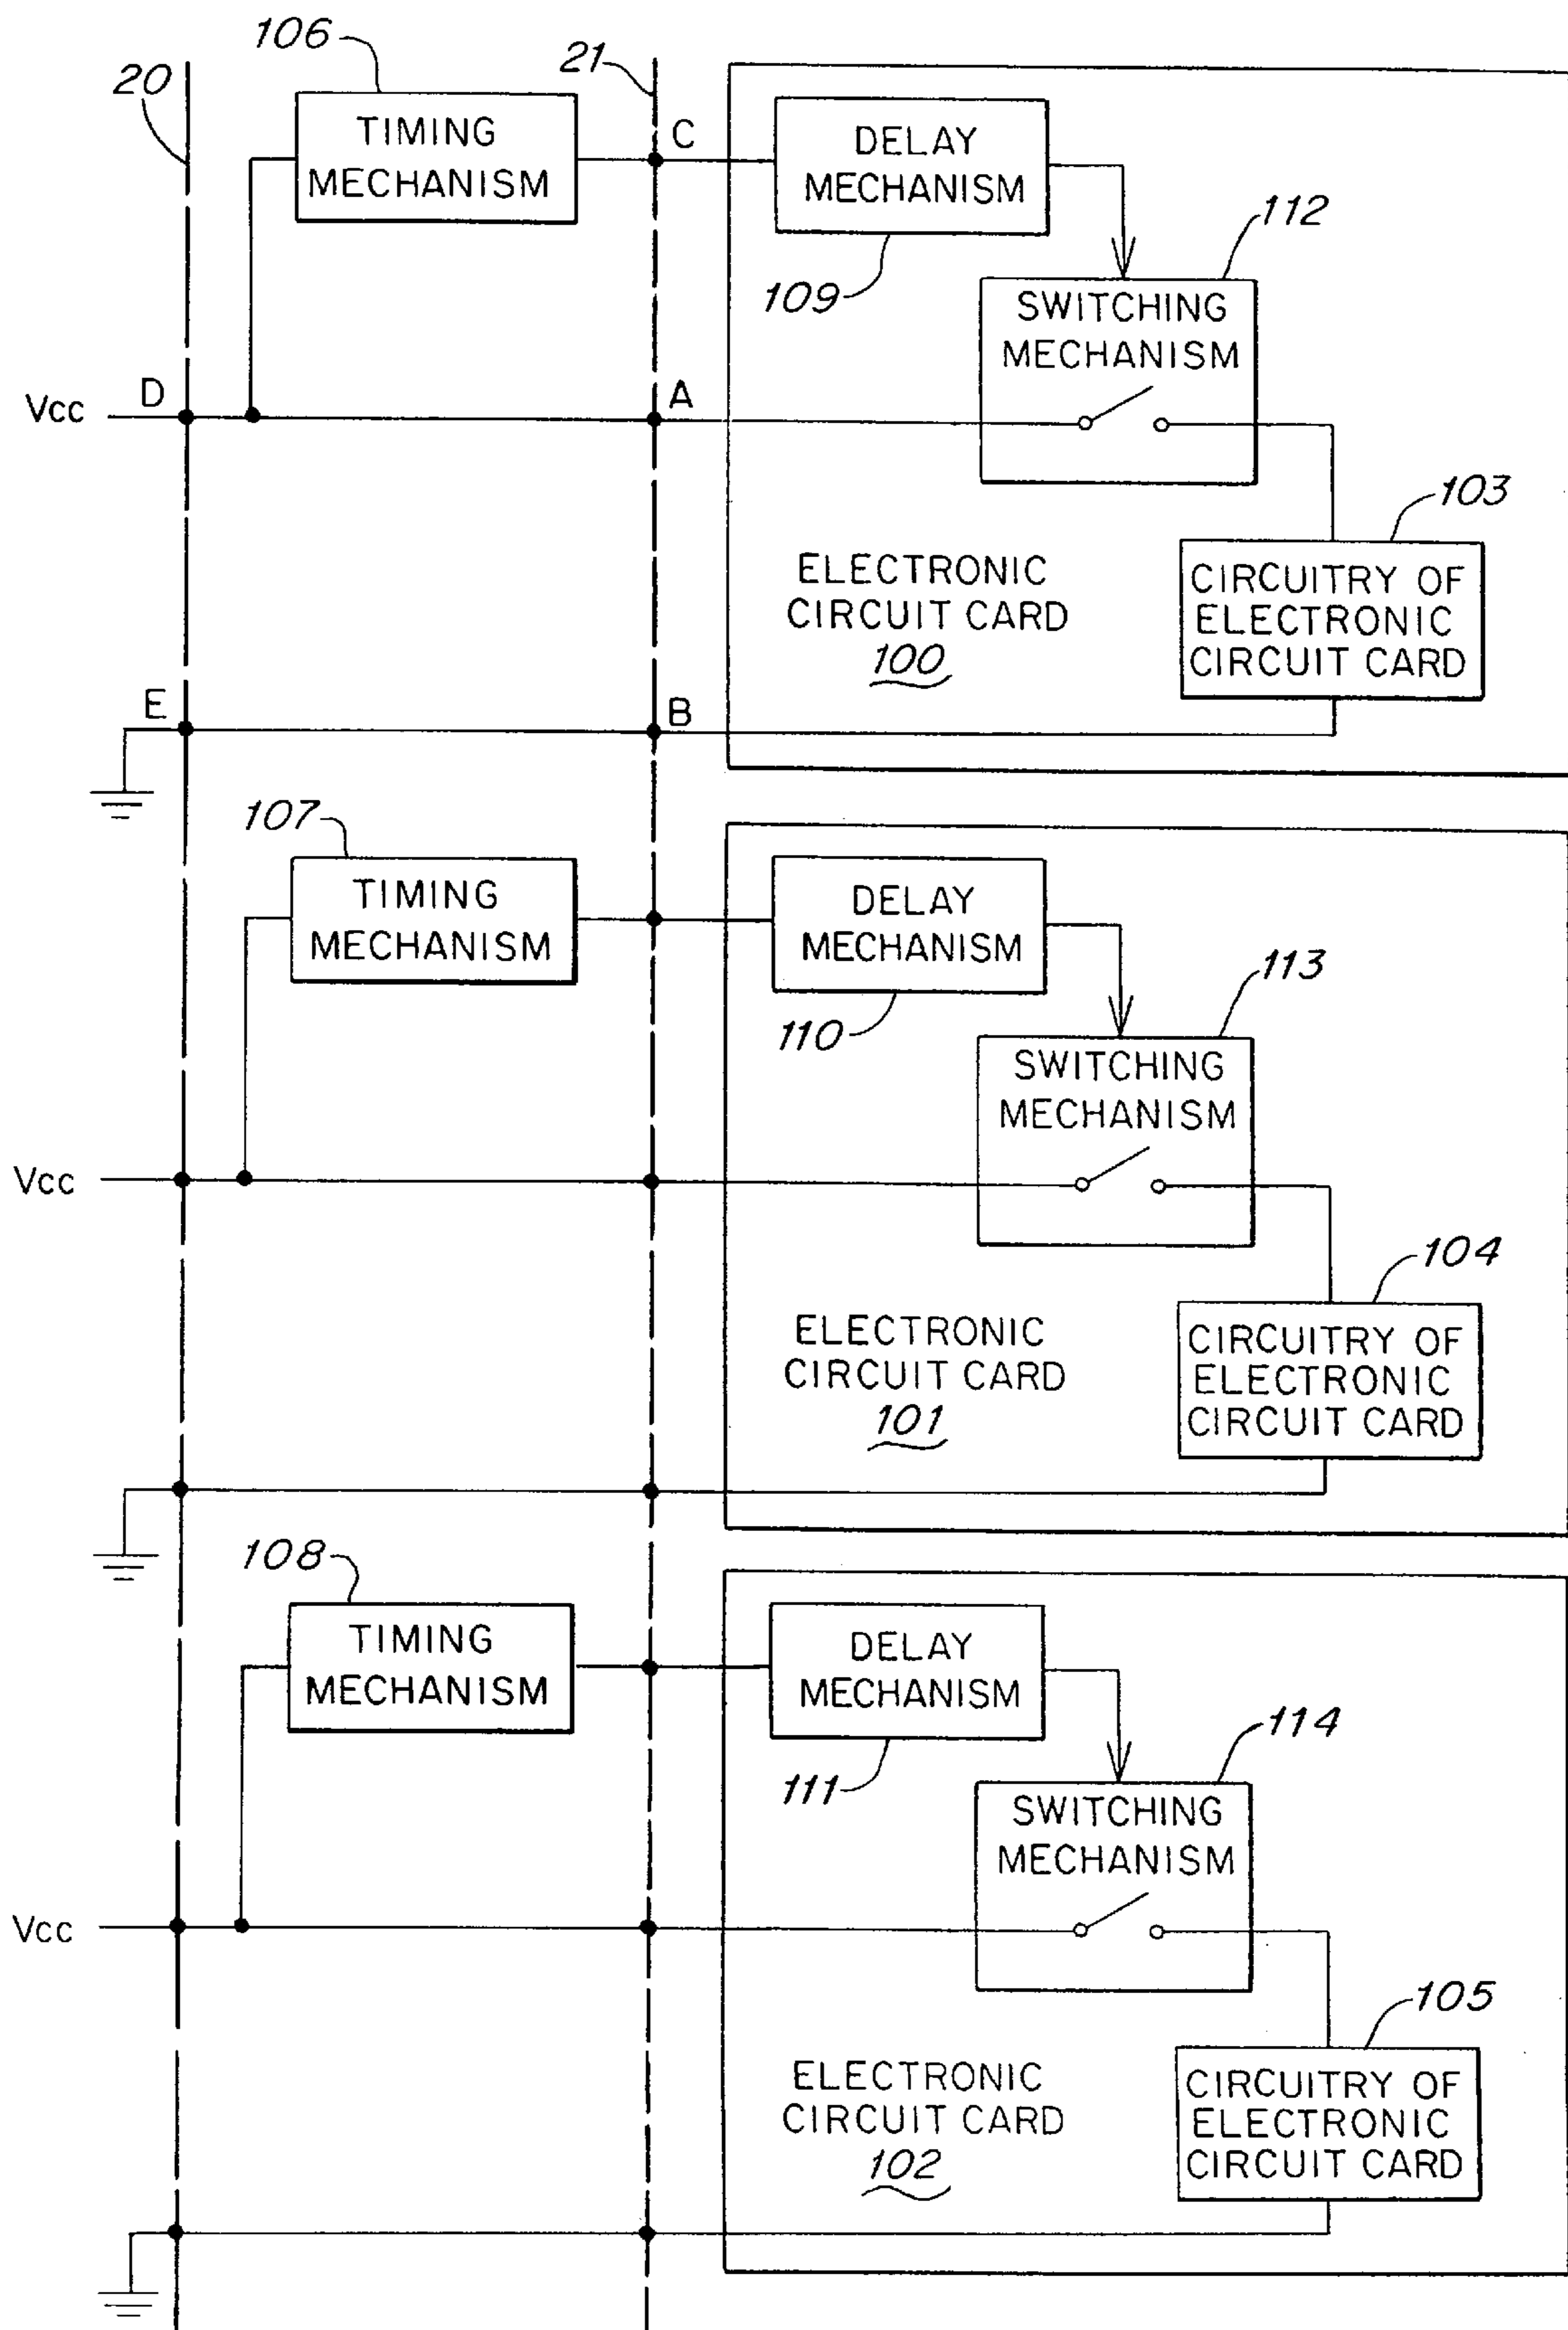 106
20
21
TIMING
MECHANISM
C
DELAY
MECHANISM
109
112
SWITCHING
MECHANISM
Vcc
D
A
103
ELECTRONIC
CIRCUIT CARD
100
CIRCUITRY OF
ELECTRONIC
CIRCUIT CARD
E
B
107
TIMING
MECHANISM
DELAY
MECHANISM
110
113
SWITCHING
MECHANISM
Vcc
104
ELECTRONIC
CIRCUIT CARD
101
CIRCUITRY OF
ELECTRONIC
CIRCUIT CARD
108
TIMING
MECHANISM
DELAY
MECHANISM
111
114
SWITCHING
MECHANISM
Vcc
105
ELECTRONIC
CIRCUIT CARD
102
CIRCUITRY OF
ELECTRONIC
CIRCUIT CARD